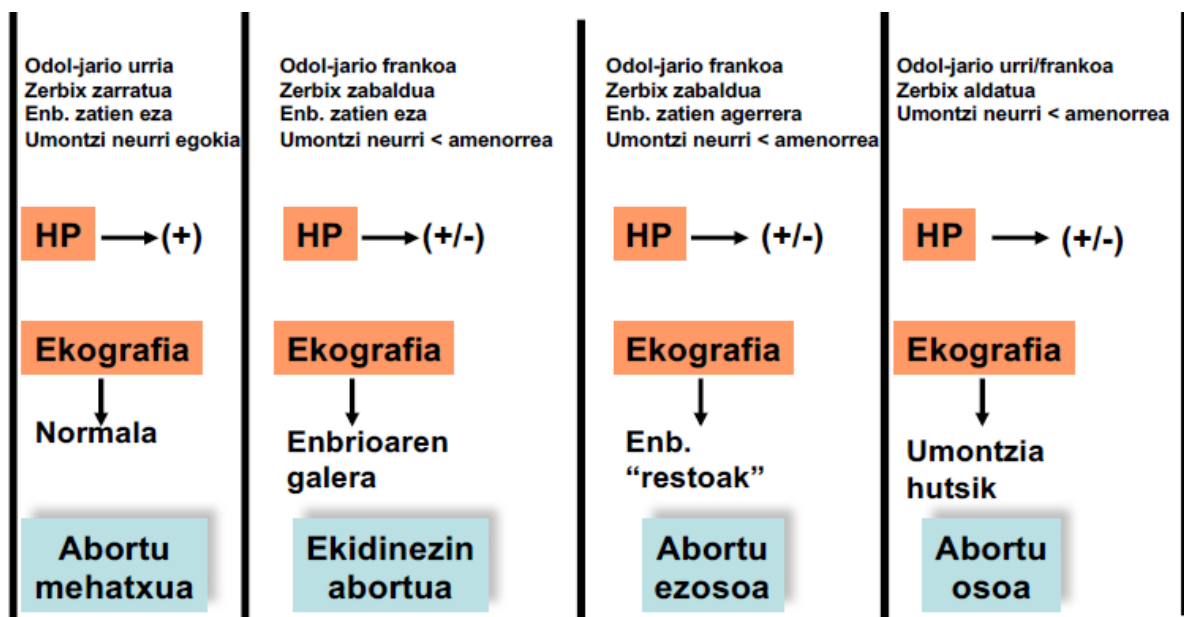 Odol-jario urria
Zerbix zarratua
Enb. zatien eza
Umontzi neurri egokia
HP
(+)
Ekografia
Normala
Abortu
mehatxua
Odol-jario frankoa
Zerbix zabaldua
Enb. zatien eza
Umontzi neurri < amenorrea
HP
(+/-)
Ekografia
Enbrioaren
galera
Ekidinezin
abortua
Odol-jario frankoa
Zerbix zabaldua
Enb. zatien agerrera
Umontzi neurri < amenorrea
HP
(+/-)
Ekografia
Enb.
“restoak”
Abortu
ezosoa
Odol-jario urri/frankoa
Zerbix aldatua
Umontzi neurri < amenorrea
HP
(+/-)
Ekografia
Umontzia
hutsik
Abortu
osoa